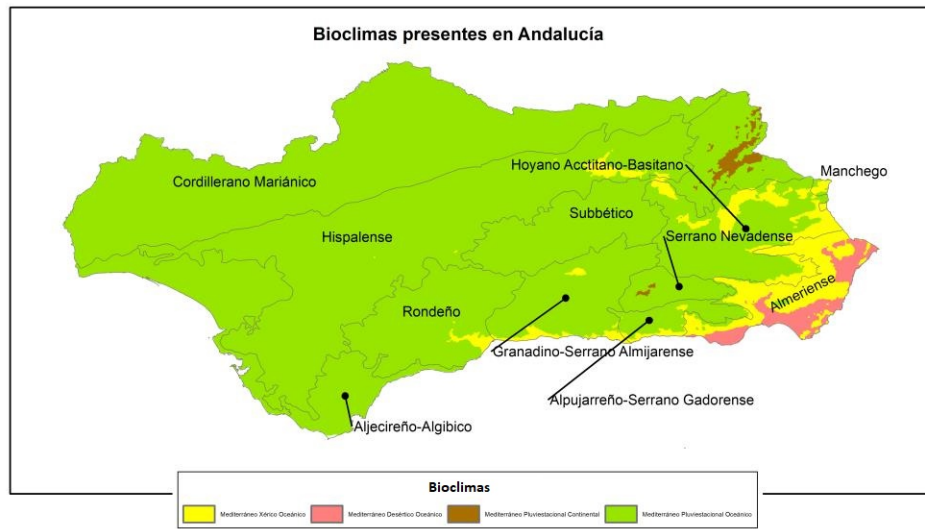 Bioclimas presentes en Andalucía
Hoyano Acctitano-Basitano
Manchego
Cordillerano Mariánico
Subbético
Hispalense
Serrano Nevadense
Almeriense
Rondeño
Granadino-Serrano Almijarense
Alpujarreño-Serrano Gadorense
Aljecireño-Algibico
Bioclimas
Mediterráneo Xérico Oceánico
Mediterráneo Desértico Oceánico
Mediterráneo Pluviestacional Continental
Mediterráneo Pluviestacional Oceánico